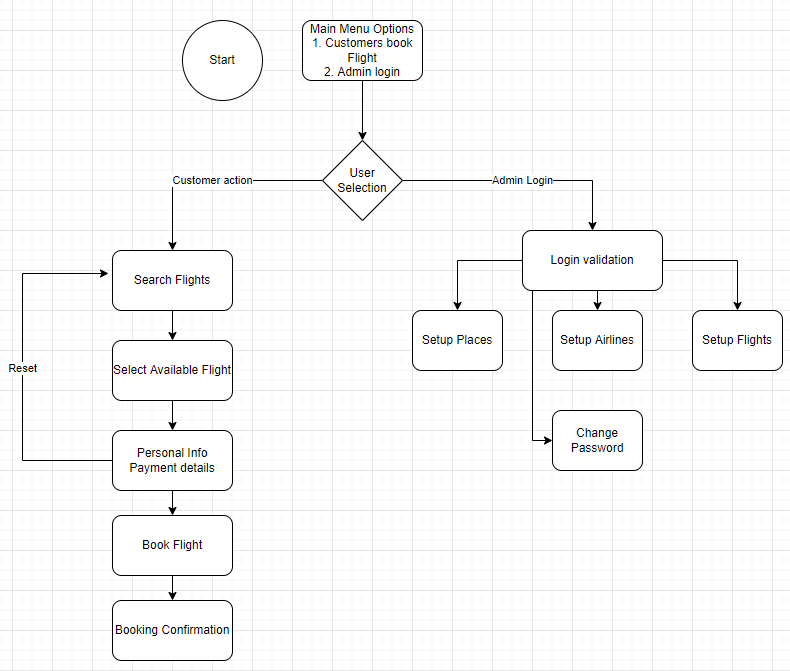 Start
Main Menu Options
1. Customers book
Flight
2. Admin login
User
Selection
Customer action
Admin Login
Search Flights
Login validation
Setup Places
Setup Airlines
Setup Flights
Select Available Flight
Reset
Personal Info
Payment details
Change
Password
Book Flight
Booking Confirmation